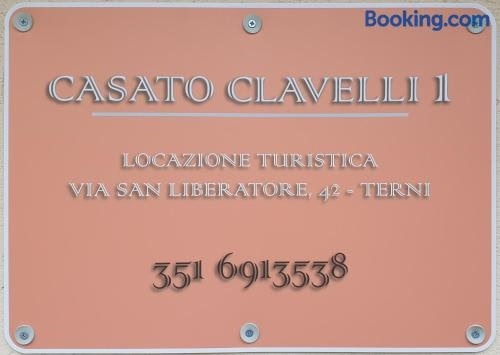 Booking.com
CASATO CLAVELLI 1
LOCAZIONE TURISTICA
VIA SAN LIBERATORE, 42 - TERNI
351 6913538